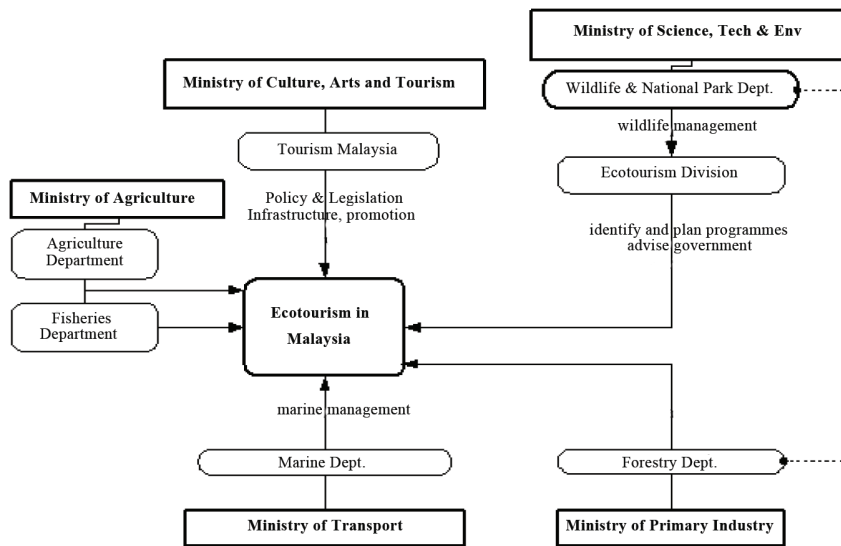 Ministry of Science, Tech & Env
Wildlife & National Park Dept.
wildlife management
Ecotourism Division
identify and plan programmes
advise government
Ministry of Culture, Arts and Tourism
Tourism Malaysia
Policy & Legislation
Infrastructure, promotion
Ministry of Agriculture
Agriculture
Department
Fisheries
Department
Ecotourism in
Malaysia
marine management
Marine Dept.
Ministry of Transport
Forestry Dept.
Ministry of Primary Industry